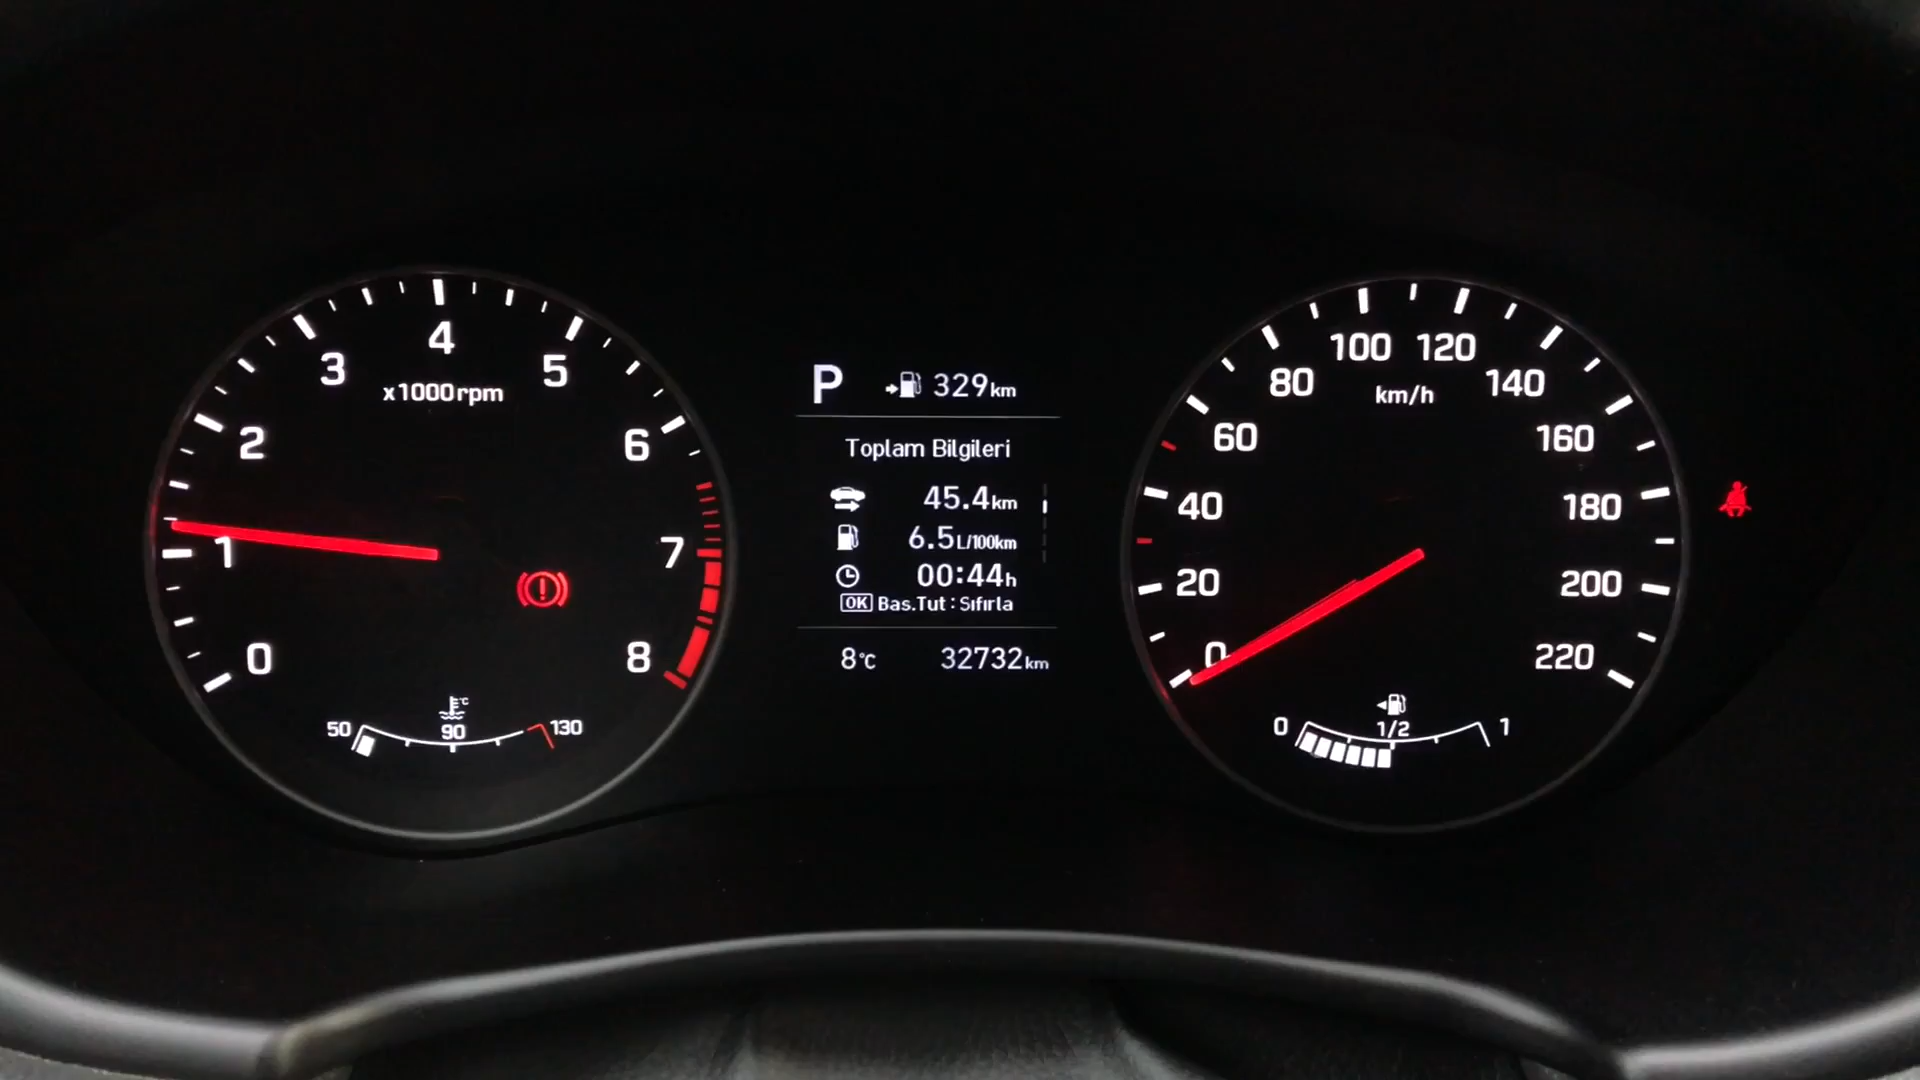 4
3
5
x1000rpm
2
6
1
7
0
8
50
90
130
°C
P 329km
Toplam Bilgileri
45.4km
6.5L/100km
00:44h
OK Bas.Tut : Sıfırla
8°C 32732km
100 120
80
140
km/h
60
160
40
180
20
200
0
220
0
1/2
1